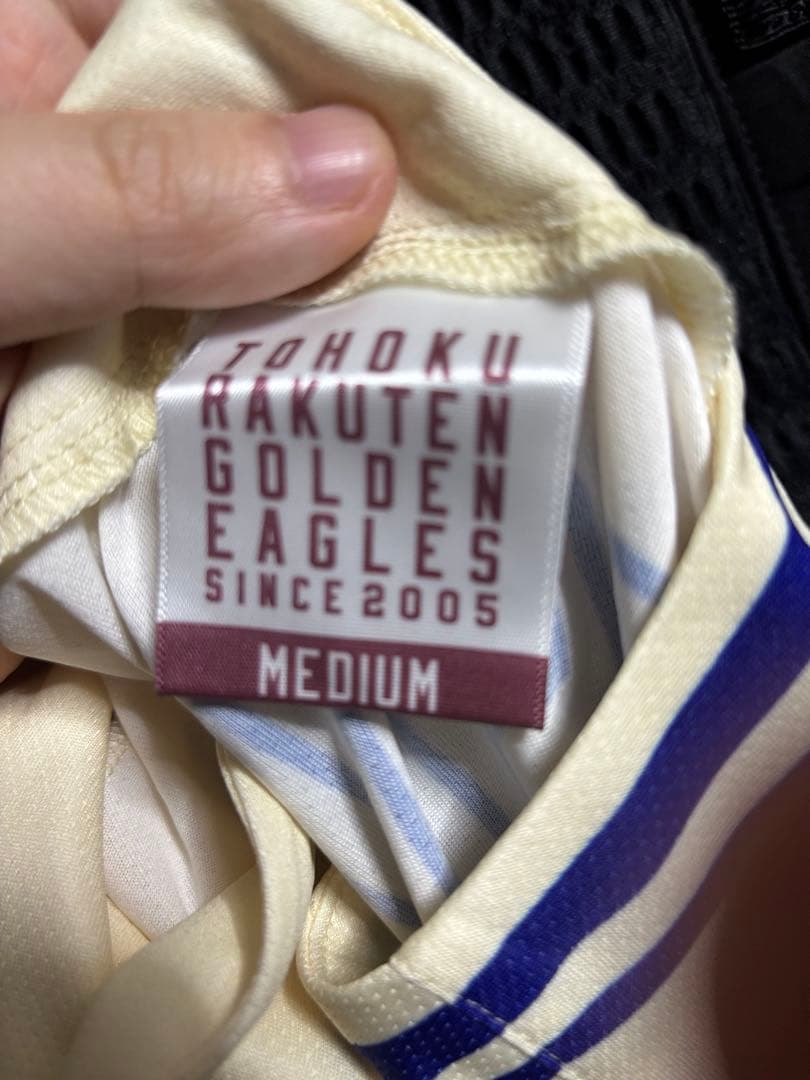 TOHOKU
RAKUTEN
GOLDEN
EAGLES
SINCE 2005
MEDIUM